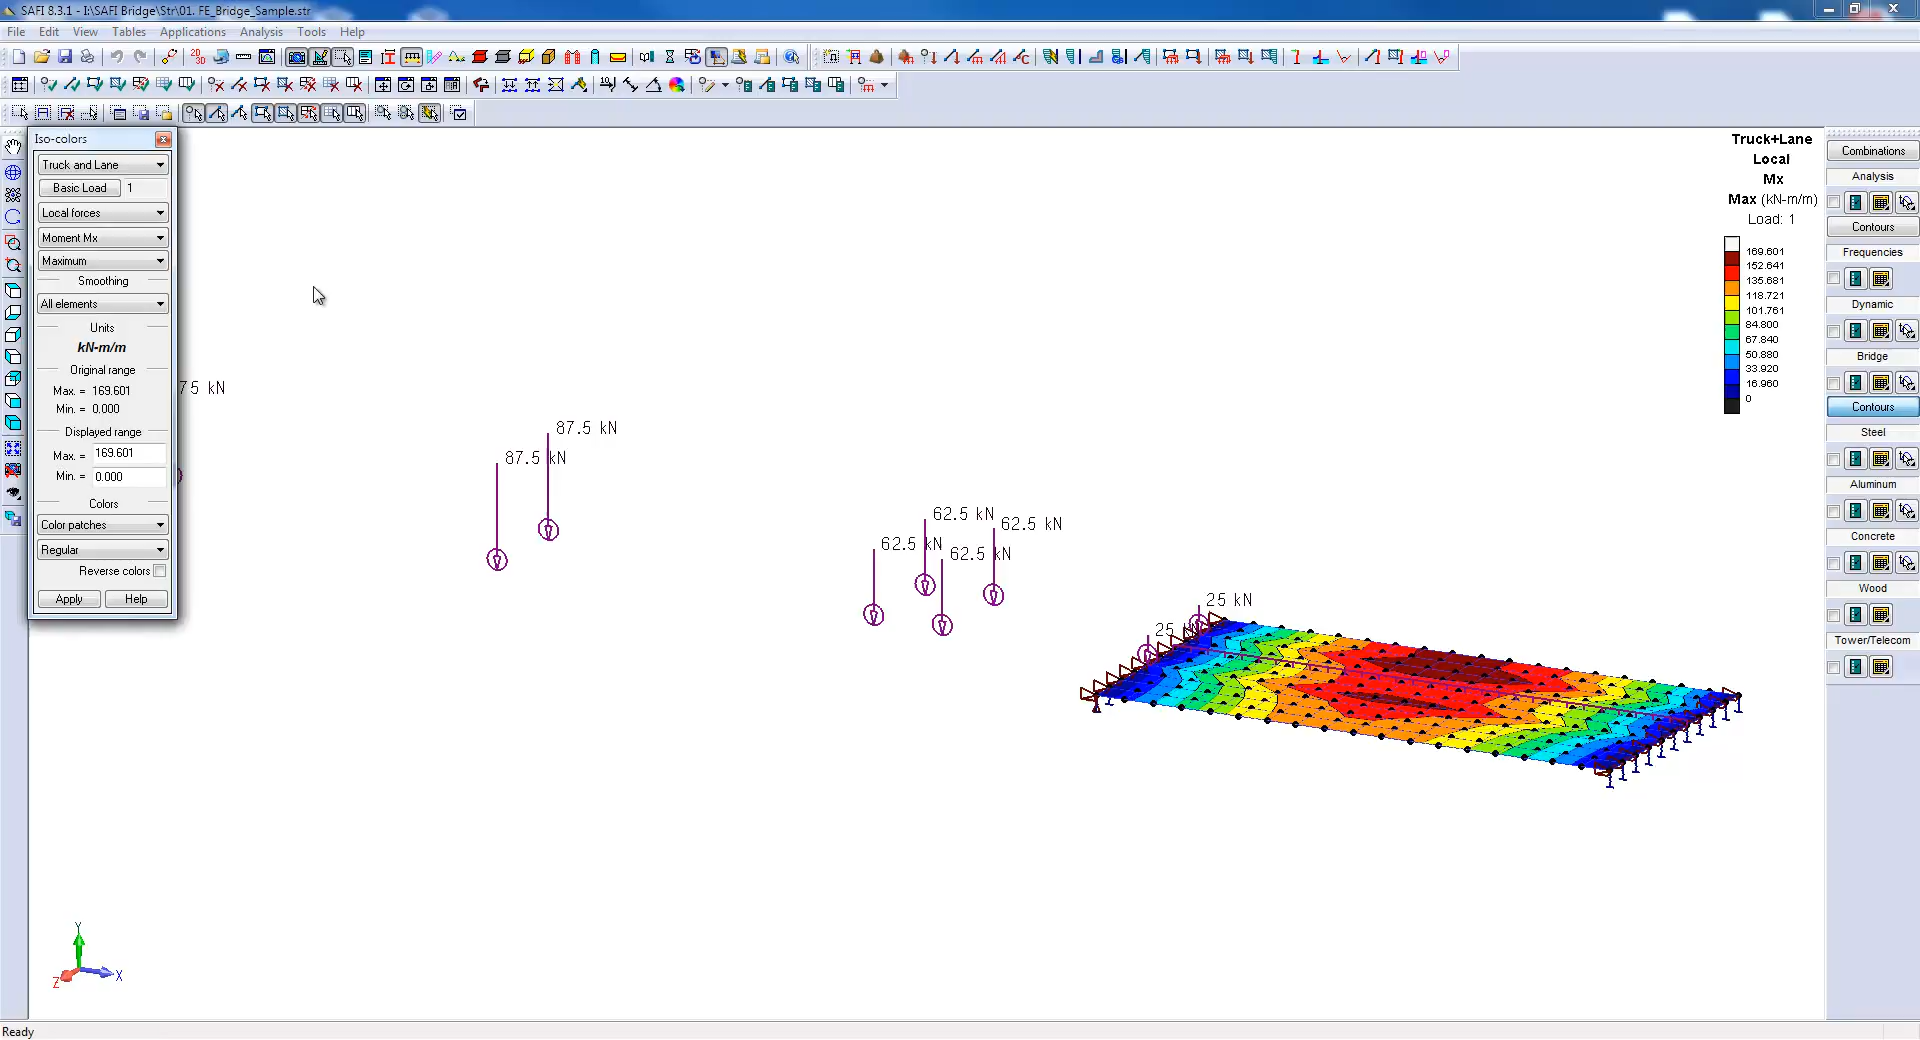 SAFI 8.3.1 - I:\SAFI Bridge\Str\01. FE_Bridge_Sample.str
File Edit View Tables Applications Analysis Tools Help
Iso-colors
Truck and Lane
Basic Load 1
Local forces
Moment Mx
Maximum
Smoothing
All elements
Units
kN-m/m
Original range
Max. = 169.601
Min. = 0.000
Displayed range
Max. = 169.601
Min. = 0.000
Colors
Color patches
Regular
Reverse colors
Apply Help
75 kN
87.5 kN
87.5 kN
62.5 kN
62.5 kN
62.5 kN
62.5 kN
25 kN
25
Truck+Lane
Local
Mx
Max (kN-m/m)
Load: 1
169.601
152.641
135.681
118.721
101.761
84.800
67.840
50.880
33.920
16.960
0
Combinations
Analysis
Contours
Frequencies
Dynamic
Bridge
Contours
Steel
Aluminum
Concrete
Wood
Tower/Telecom
Y
X
Z
Ready